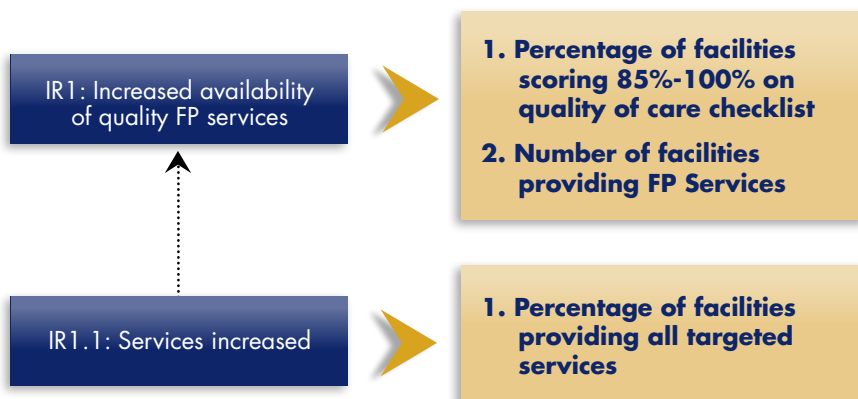 IR1: Increased availability
of quality FP services
1. Percentage of facilities
scoring 85%-100% on
quality of care checklist
2. Number of facilities
providing FP Services
IR1.1: Services increased
1. Percentage of facilities
providing all targeted
services